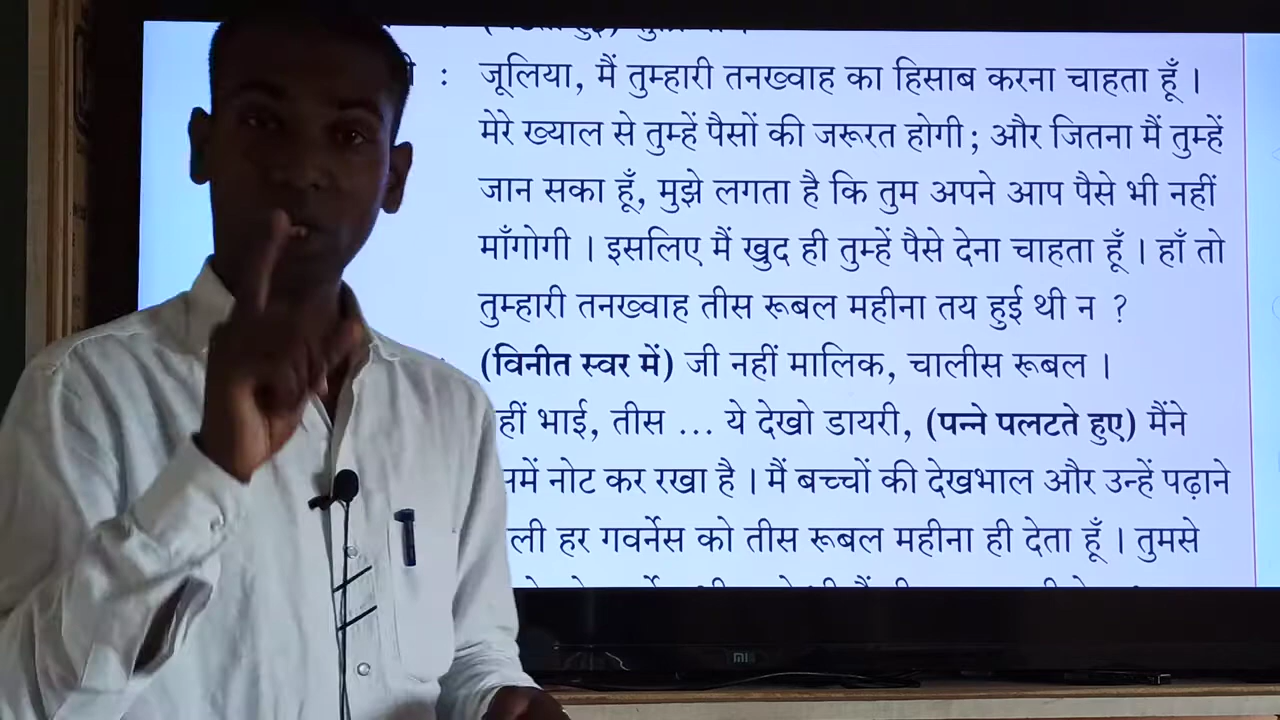 : जूलिया, मैं तुम्हारी तनख्वाह का हिसाब करना चाहता हूँ ।
मेरे ख्याल से तुम्हें पैसों की जरूरत होगी; और जितना मैं तुम्हें
जान सका हूँ, मुझे लगता है कि तुम अपने आप पैसे भी नहीं
माँगोगी । इसलिए मैं खुद ही तुम्हें पैसे देना चाहता हूँ । हाँ तो
तुम्हारी तनख्वाह तीस रूबल महीना तय हुई थी न ?
(विनीत स्वर में) जी नहीं मालिक, चालीस रूबल ।
हीं भाई, तीस ... ये देखो डायरी, (पन्ने पलटते हुए) मैंने
में नोट कर रखा है । मैं बच्चों की देखभाल और उन्हें पढ़ाने
ली हर गवर्नेस को तीस रूबल महीना ही देता हूँ । तुमसे
mi